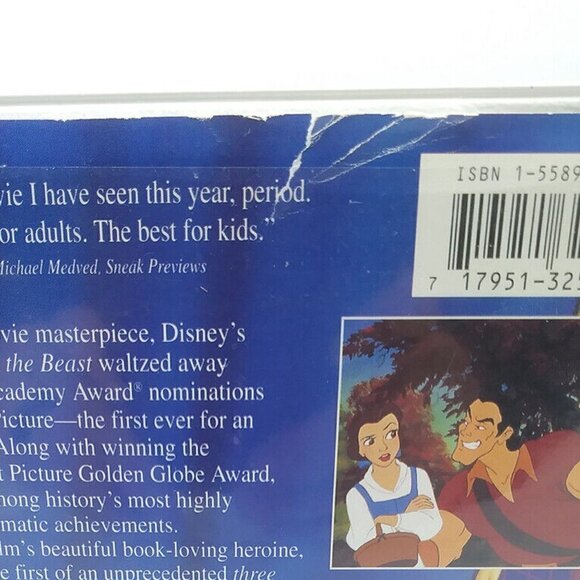 vie I have seen this year, period.
or adults. The best for kids."
Michael Medved, Sneak Previews
ISBN 1-5589
7 17951-325
vie masterpiece, Disney's
the Beast waltzed away
cademy Award® nominations
Picture—the first ever for an
Along with winning the
t Picture Golden Globe Award,
mong history's most highly
matic achievements.
lm's beautiful book-loving heroine,
e first of an unprecedented three